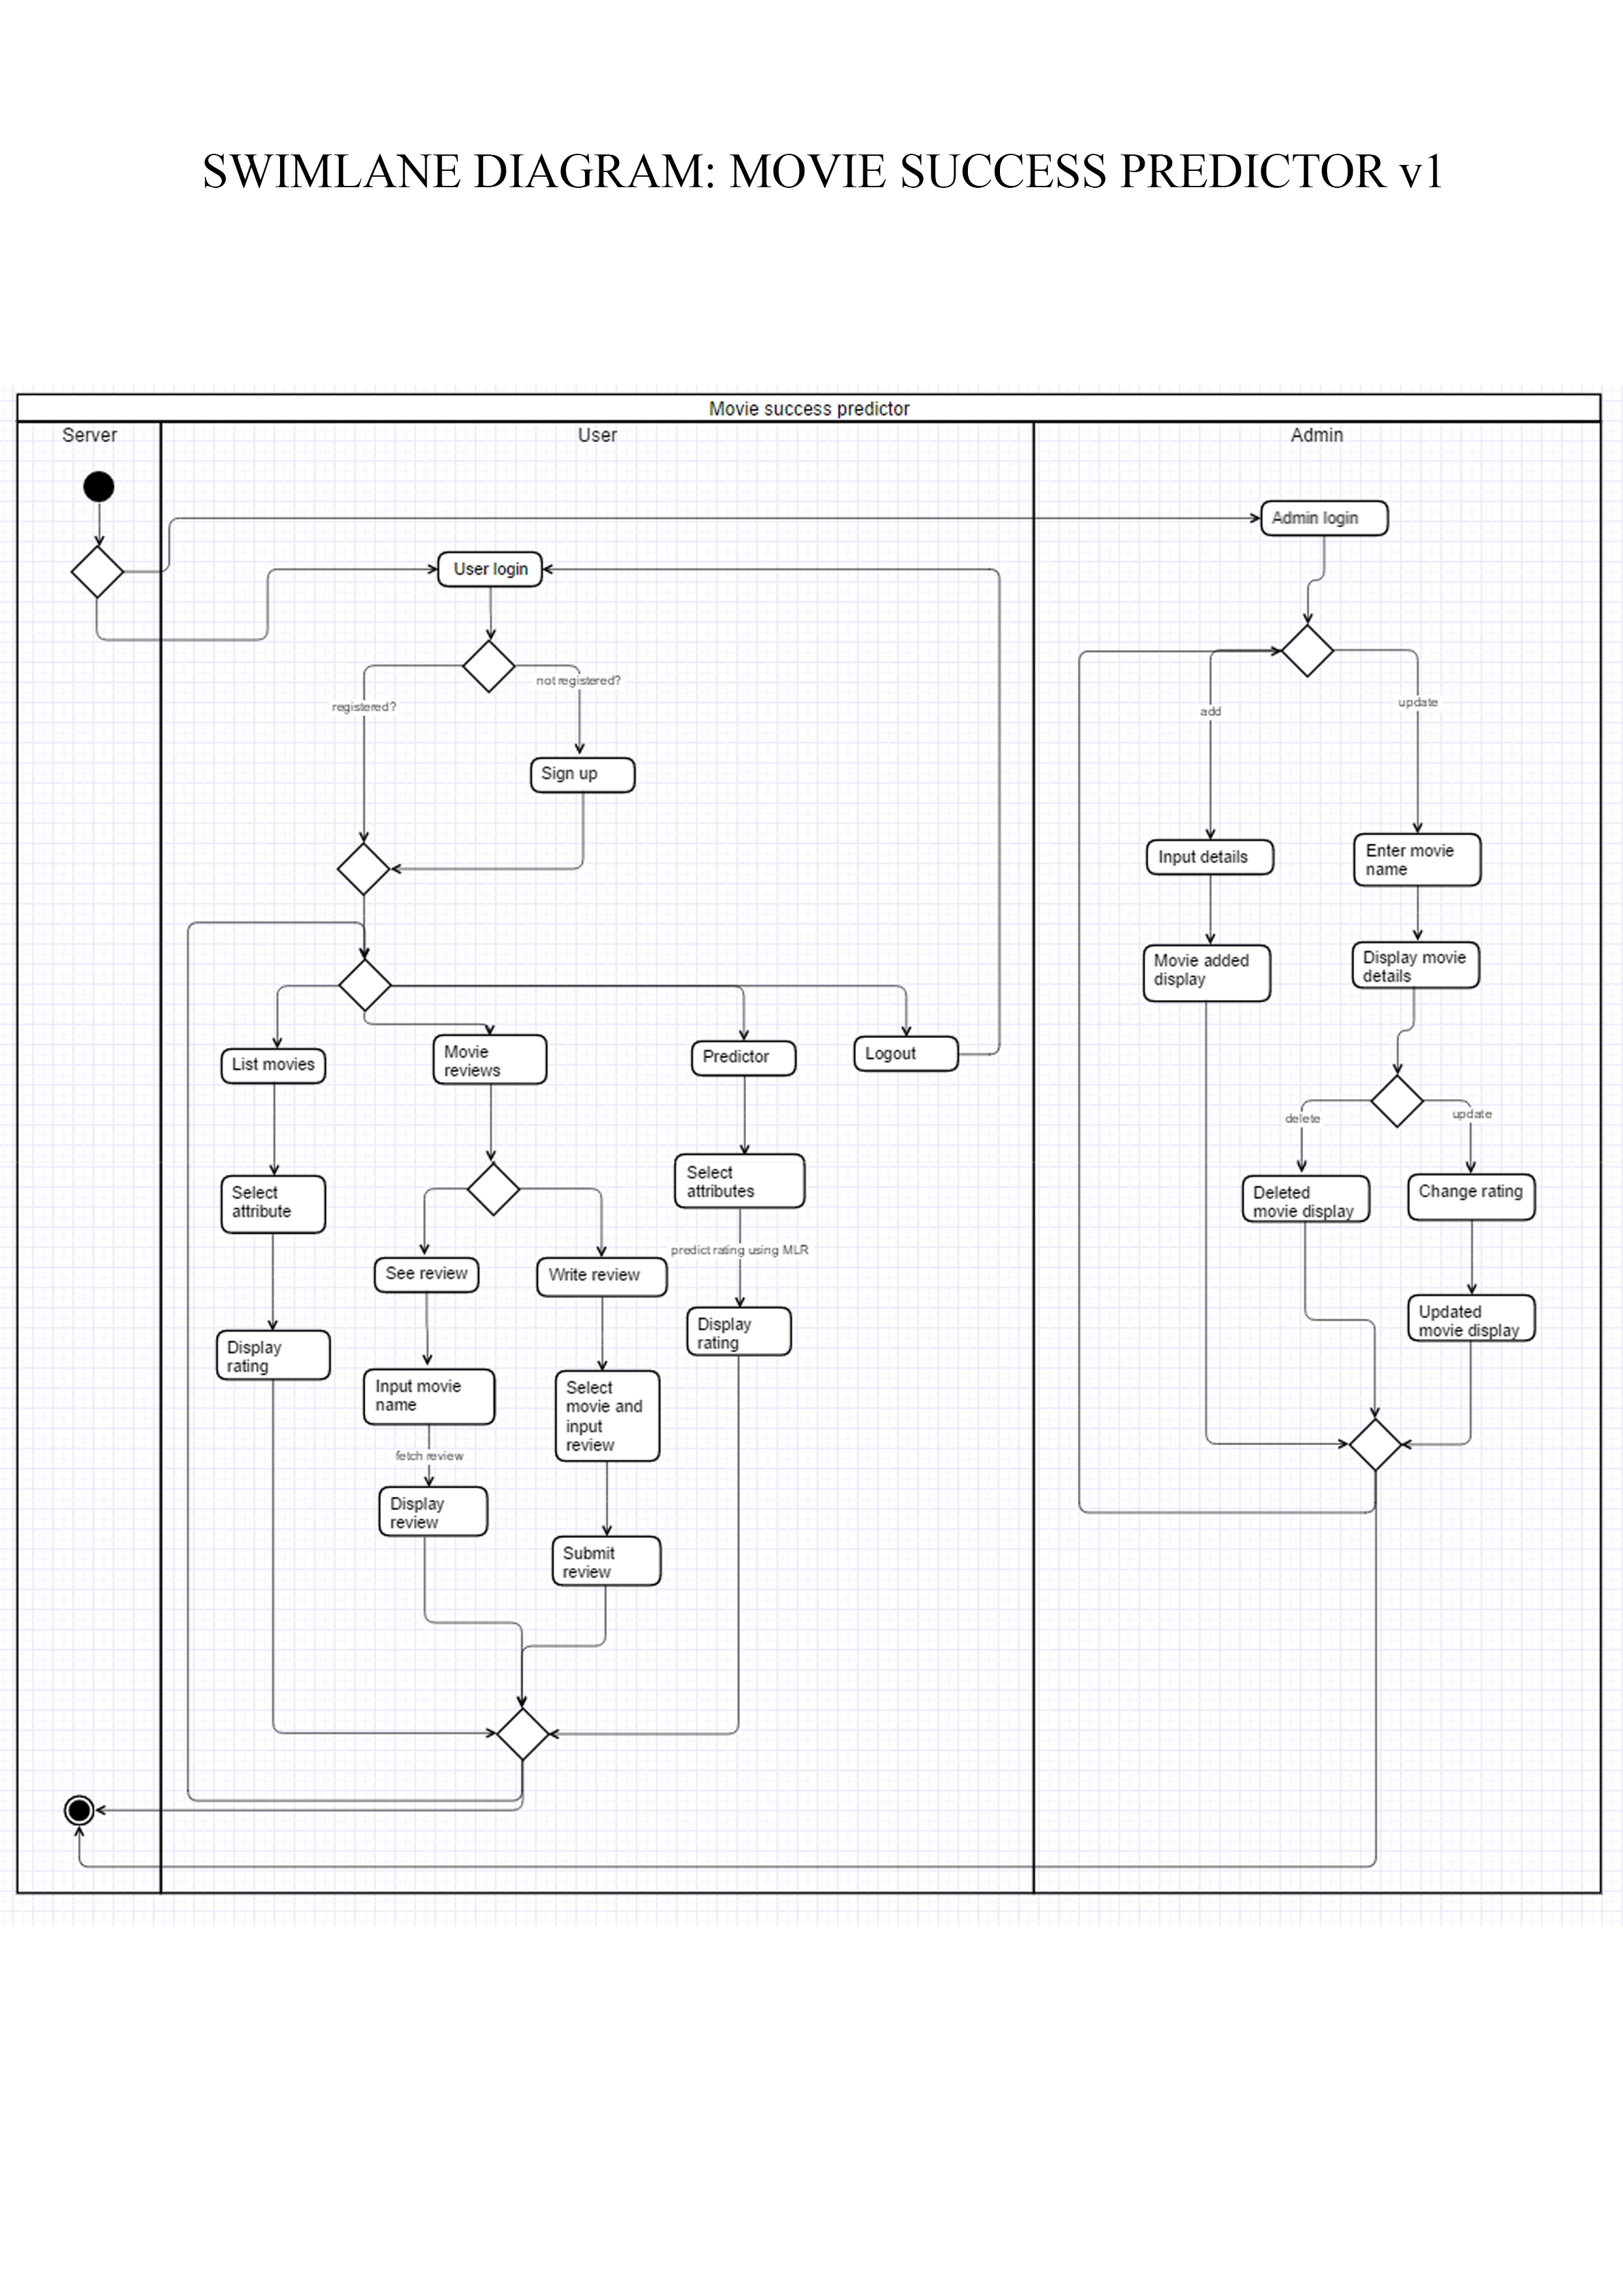 SWIMLANE DIAGRAM: MOVIE SUCCESS PREDICTOR v1
Movie success predictor
Server
User
Admin
Admin login
User login
not registered?
registered?
Sign up
add
update
Input details
Enter movie
name
Movie added
display
Display movie
details
List movies
Movie
reviews
Predictor
Logout
delete
update
Select
attribute
Select
attributes
Deleted
movie display
Change rating
predict rating using MLR
See review
Write review
Display
rating
Updated
movie display
Display
rating
Input movie
name
Select
movie and
input
review
fetch review
Display
review
Submit
review